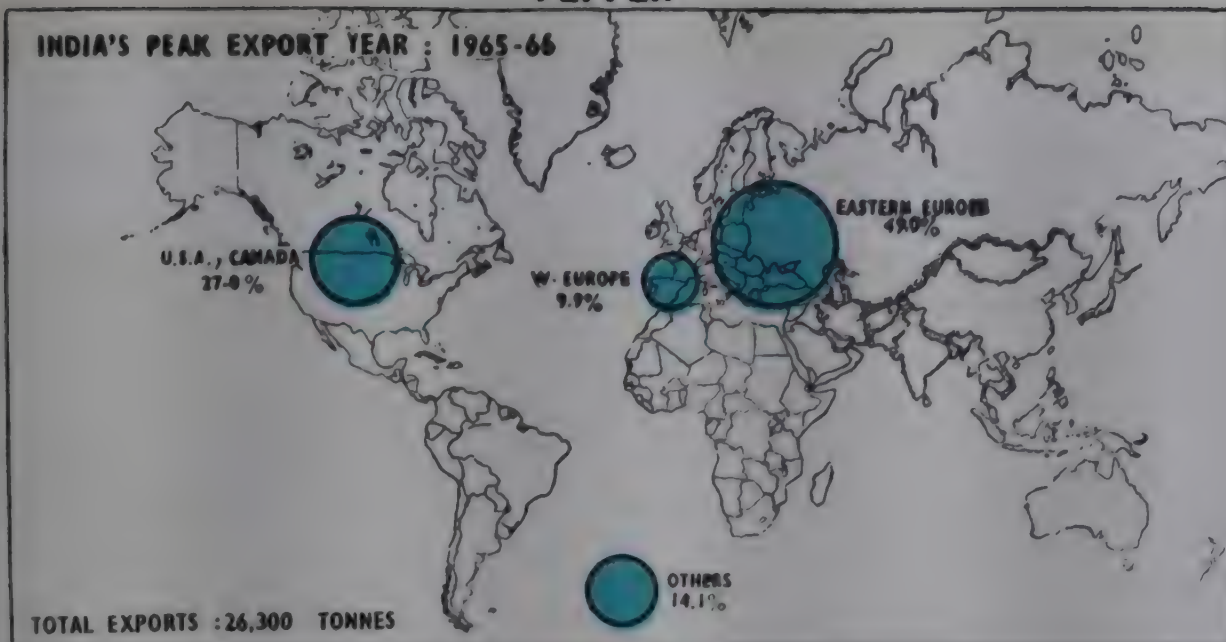 INDIA'S PEAK EXPORT YEAR : 1965-66
EASTERN EUROPE
49.0%
U.S.A., CANADA
27.0%
W. EUROPE
9.9%
OTHERS
14.1%
TOTAL EXPORTS : 26,300 TONNES